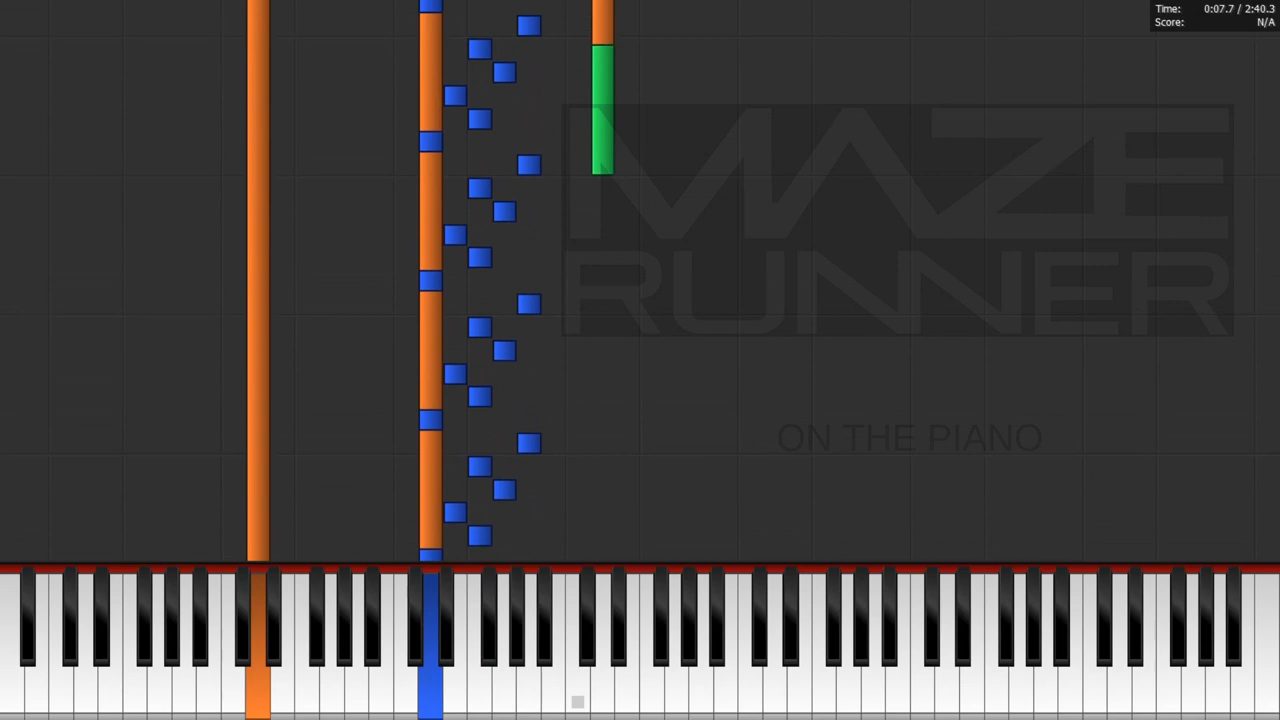 Time: 0:07.7 / 2:40.3
Score: N/A
MAZE
RUNNER
ON THE PIANO